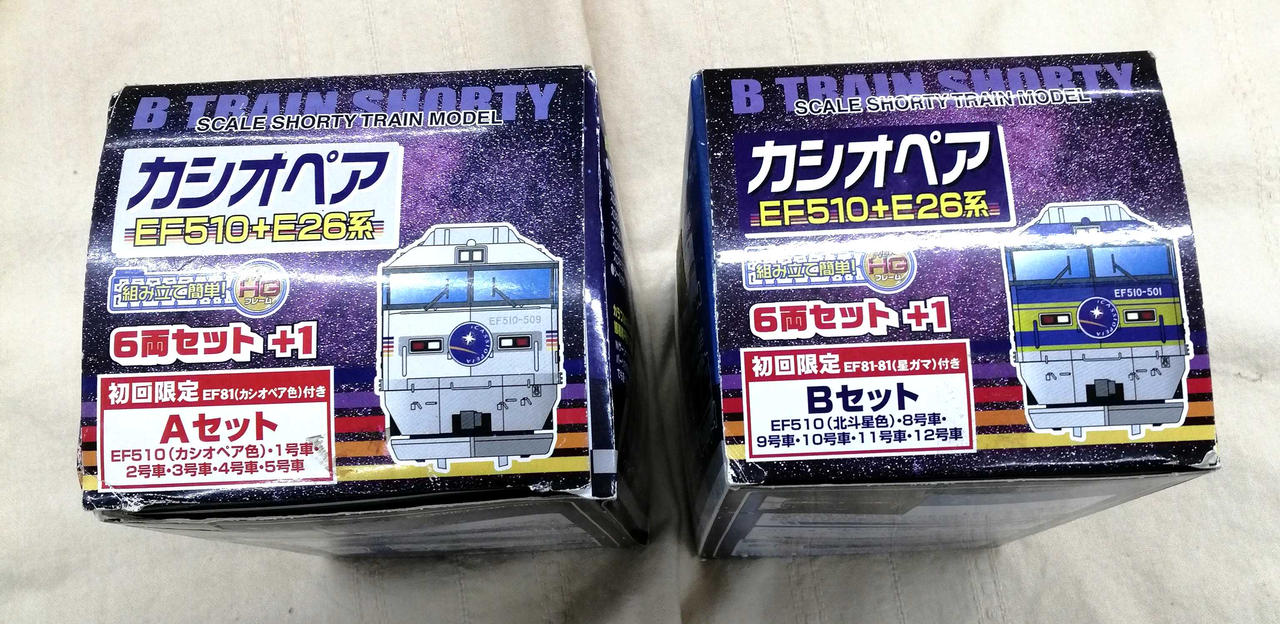 B TRAIN SHORTY
SCALE SHORTY TRAIN MODEL
カシオペア
EF510+E26系
組み立て簡単!
HG
フレーム
6両セット +1
初回限定 EF81(カシオペア色)付き
Aセット
EF510(カシオペア色)・1号車・
2号車・3号車・4号車・5号車
EF510-509
B TRAIN SHORTY
SCALE SHORTY TRAIN MODEL
カシオペア
EF510+E26系
組み立て簡単!
HG
フレーム
6両セット +1
初回限定 EF81-81(星ガマ)付き
Bセット
EF510(北斗星色)・8号車・
9号車・10号車・11号車・12号車
EF510-501